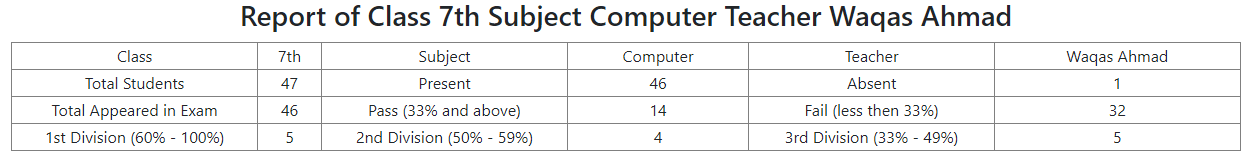 Report of Class 7th Subject Computer Teacher Waqas Ahmad
Class 7th Subject Computer Teacher Waqas Ahmad
Total Students 47 Present 46 Absent 1
Total Appeared in Exam 46 Pass (33% and above) 14 Fail (less then 33%) 32
1st Division (60% - 100%) 5 2nd Division (50% - 59%) 4 3rd Division (33% - 49%) 5